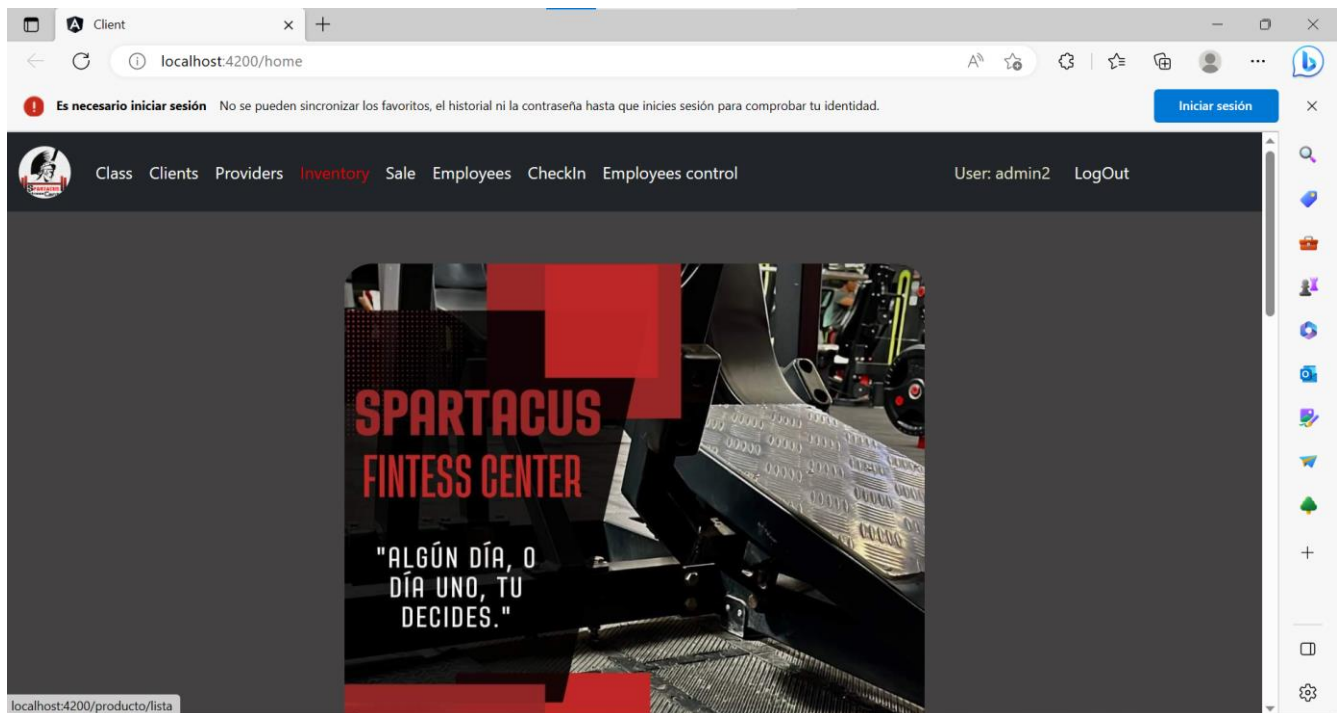 Client
localhost:4200/home
Es necesario iniciar sesión No se pueden sincronizar los favoritos, el historial ni la contraseña hasta que inicies sesión para comprobar tu identidad. Iniciar sesión
SPARTACUS
Class Clients Providers Inventory Sale Employees CheckIn Employees control User: admin2 LogOut
SPARTACUS
FINTESS CENTER
"ALGÚN DÍA, O
DÍA UNO, TU
DECIDES."
localhost:4200/producto/lista